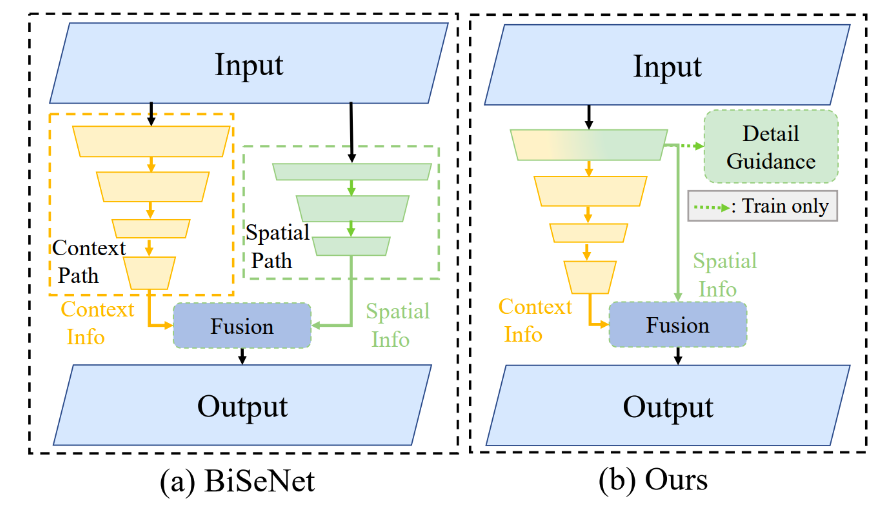 Input
Context
Path
Spatial
Path
Context
Info
Fusion
Spatial
Info
Output
(a) BiSeNet
Input
Detail
Guidance
: Train only
Spatial
Info
Context
Info
Fusion
Output
(b) Ours